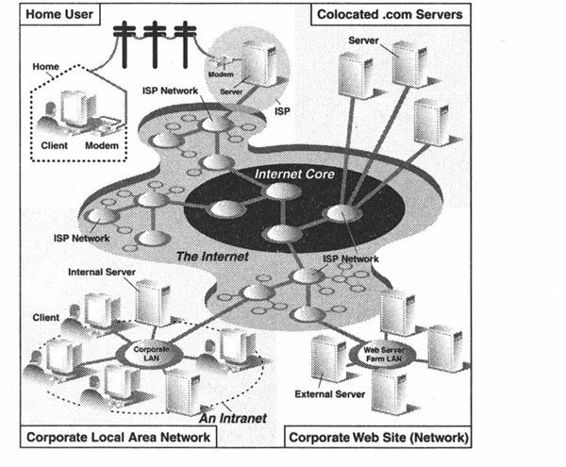 Home User
Colocated .com Servers
Server
Home
Modem
Server
ISP Network
ISP
Client
Modem
Internet Core
ISP Network
The Internet
ISP Network
Internal Server
Client
Corporate
LAN
Web Server
Farm LAN
External Server
An Intranet
Corporate Local Area Network
Corporate Web Site (Network)